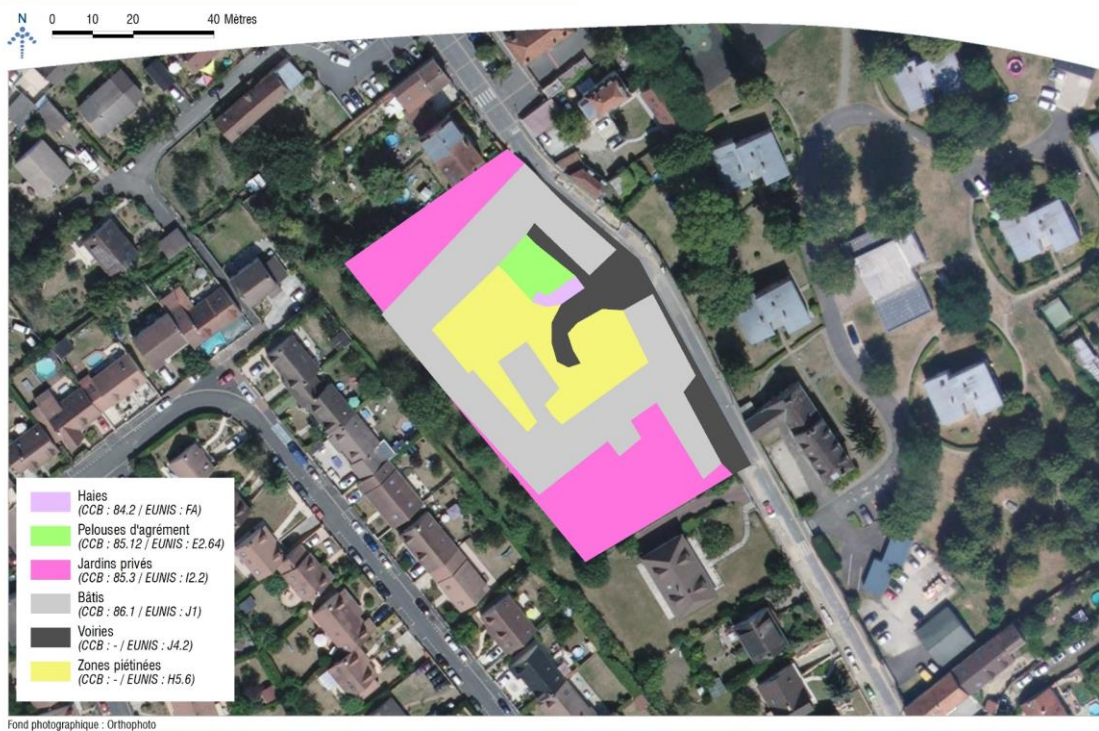 N
0 10 20 40 Mètres
Haies
(CCB : 84.2 / EUNIS : FA)
Pelouses d'agrément
(CCB : 85.12 / EUNIS : E2.64)
Jardins privés
(CCB : 85.3 / EUNIS : I2.2)
Bâtis
(CCB : 86.1 / EUNIS : J1)
Voiries
(CCB : - / EUNIS : J4.2)
Zones piétinées
(CCB : - / EUNIS : H5.6)
Fond photographique : Orthophoto